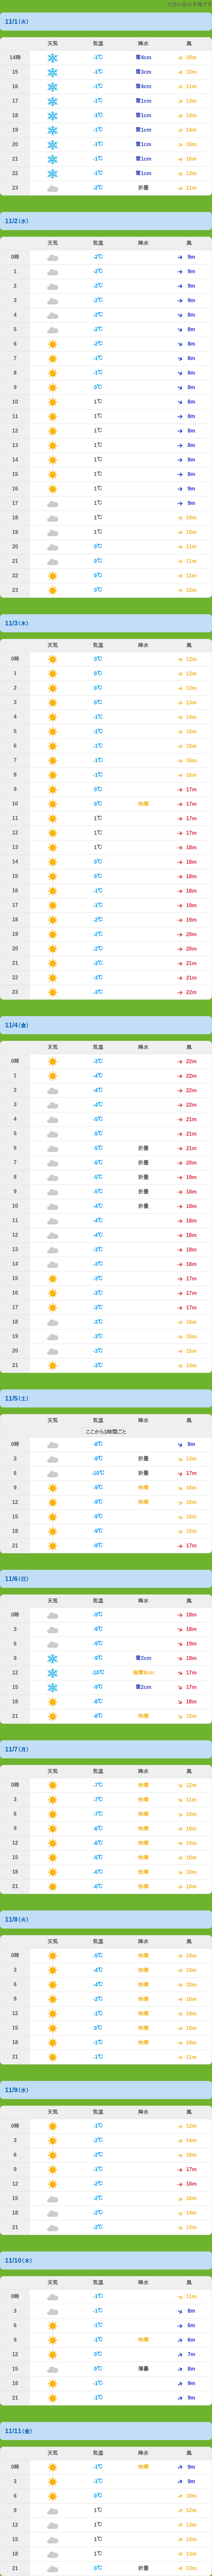 11/1(火)
天気 気温 降水 風
14時 -1℃ 雪4cm 10m
15 -1℃ 雪3cm 10m
16 -1℃ 雪4cm 11m
17 -1℃ 雪1cm 13m
18 -1℃ 雪1cm 14m
19 -1℃ 雪1cm 14m
20 -1℃ 雪1cm 15m
21 -1℃ 雪1cm 16m
22 -1℃ 雪1cm 13m
23 -2℃ 折畳 11m
11/2(水)
天気 気温 降水 風
0時 -2℃ 9m
1 -2℃ 9m
2 -2℃ 9m
3 -2℃ 9m
4 -2℃ 8m
5 -2℃ 8m
6 -2℃ 8m
7 -1℃ 8m
8 -1℃ 8m
9 0℃ 8m
10 1℃ 8m
11 1℃ 8m
12 1℃ 8m
13 1℃ 8m
14 1℃ 8m
15 1℃ 8m
16 1℃ 9m
17 1℃ 9m
18 1℃ 10m
19 1℃ 10m
20 0℃ 11m
21 0℃ 11m
22 0℃ 11m
23 0℃ 12m
11/3(木)
天気 気温 降水 風
0時 0℃ 12m
1 0℃ 12m
2 0℃ 13m
3 0℃ 13m
4 -1℃ 14m
5 -1℃ 15m
6 -1℃ 15m
7 -1℃ 16m
8 -1℃ 16m
9 0℃ 17m
10 0℃ 快晴 17m
11 1℃ 17m
12 1℃ 17m
13 1℃ 18m
14 0℃ 18m
15 0℃ 18m
16 -1℃ 18m
17 -1℃ 19m
18 -2℃ 19m
19 -2℃ 20m
20 -2℃ 20m
21 -3℃ 21m
22 -3℃ 21m
23 -3℃ 22m
11/4(金)
天気 気温 降水 風
0時 -3℃ 22m
1 -4℃ 22m
2 -4℃ 22m
3 -4℃ 22m
4 -5℃ 21m
5 -5℃ 21m
6 -5℃ 折畳 21m
7 -5℃ 折畳 20m
8 -5℃ 折畳 19m
9 -5℃ 折畳 18m
10 -4℃ 折畳 18m
11 -4℃ 18m
12 -4℃ 18m
13 -3℃ 18m
14 -3℃ 18m
15 -3℃ 17m
16 -3℃ 17m
17 -3℃ 17m
18 -3℃ 16m
19 -3℃ 15m
20 -3℃ 15m
21 -3℃ 14m
11/5(土)
天気 気温 降水 風
ここから3時間ごと
0時 -8℃ 8m
3 -9℃ 折畳 13m
6 -10℃ 折畳 17m
9 -9℃ 快晴 16m
12 -9℃ 快晴 16m
15 -9℃ 15m
18 -9℃ 15m
21 -9℃ 17m
11/6(日)
天気 気温 降水 風
0時 -9℃ 18m
3 -9℃ 18m
6 -9℃ 19m
9 -9℃ 雪2cm 18m
12 -10℃ 17m
15 -9℃ 雪2cm 17m
18 -8℃ 18m
21 -8℃ 快晴 15m
11/7(月)
天気 気温 降水 風
0時 -7℃ 快晴 12m
3 -7℃ 快晴 11m
6 -7℃ 快晴 10m
9 -6℃ 快晴 10m
12 -6℃ 快晴 10m
15 -5℃ 快晴 10m
18 -6℃ 快晴 10m
21 -6℃ 快晴 10m
11/8(火)
天気 気温 降水 風
0時 -5℃ 快晴 10m
3 -4℃ 快晴 10m
6 -4℃ 快晴 10m
9 -2℃ 快晴 10m
12 -1℃ 快晴 10m
15 0℃ 快晴 10m
18 -1℃ 快晴 10m
21 -1℃ 11m
11/9(水)
天気 気温 降水 風
0時 -1℃ 12m
3 -2℃ 14m
6 -2℃ 16m
9 -1℃ 17m
12 -2℃ 18m
15 -2℃ 16m
18 -2℃ 14m
21 -2℃ 13m
11/10(木)
天気 気温 降水 風
0時 -1℃ 11m
3 -1℃ 8m
6 -1℃ 6m
9 -1℃ 快晴 6m
12 0℃ 7m
15 0℃ 薄曇 8m
18 -1℃ 9m
21 -1℃ 9m
11/11(金)
天気 気温 降水 風
0時 -1℃ 快晴 9m
3 -1℃ 9m
6 0℃ 10m
9 1℃ 12m
12 1℃ 13m
15 1℃ 13m
18 1℃ 13m
21 0℃ 折畳 13m